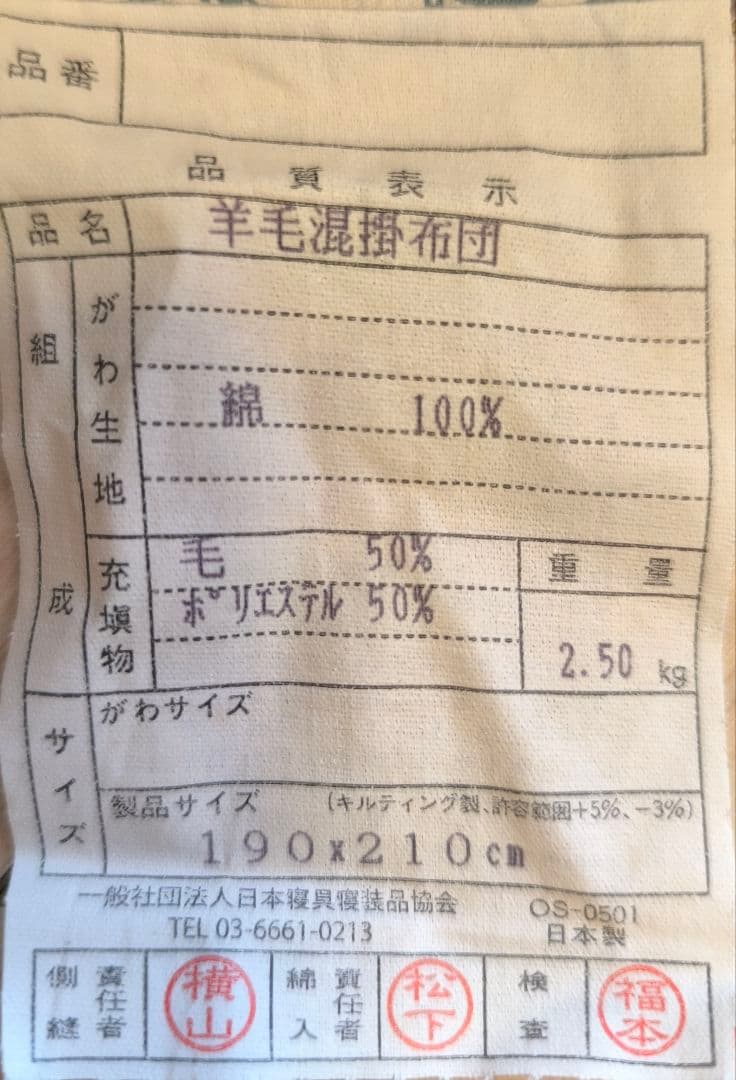 品番
品質表示
品名 羊毛混掛布団
組成
がわ生地
綿 100%
充填物
毛 50%
ポリエステル 50%
重量
2.50 kg
サイズ
がわサイズ
製品サイズ (キルティング製、許容範囲+5%、-3%)
190x210cm
一般社団法人日本寝具寝装品協会 OS-0501
TEL 03-6661-0213 日本製
側縫 責任者 横山 綿入 責任者 松下 検査 福本